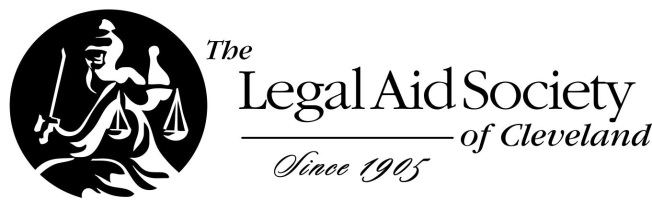 The
Legal Aid Society
of Cleveland
Since 1905